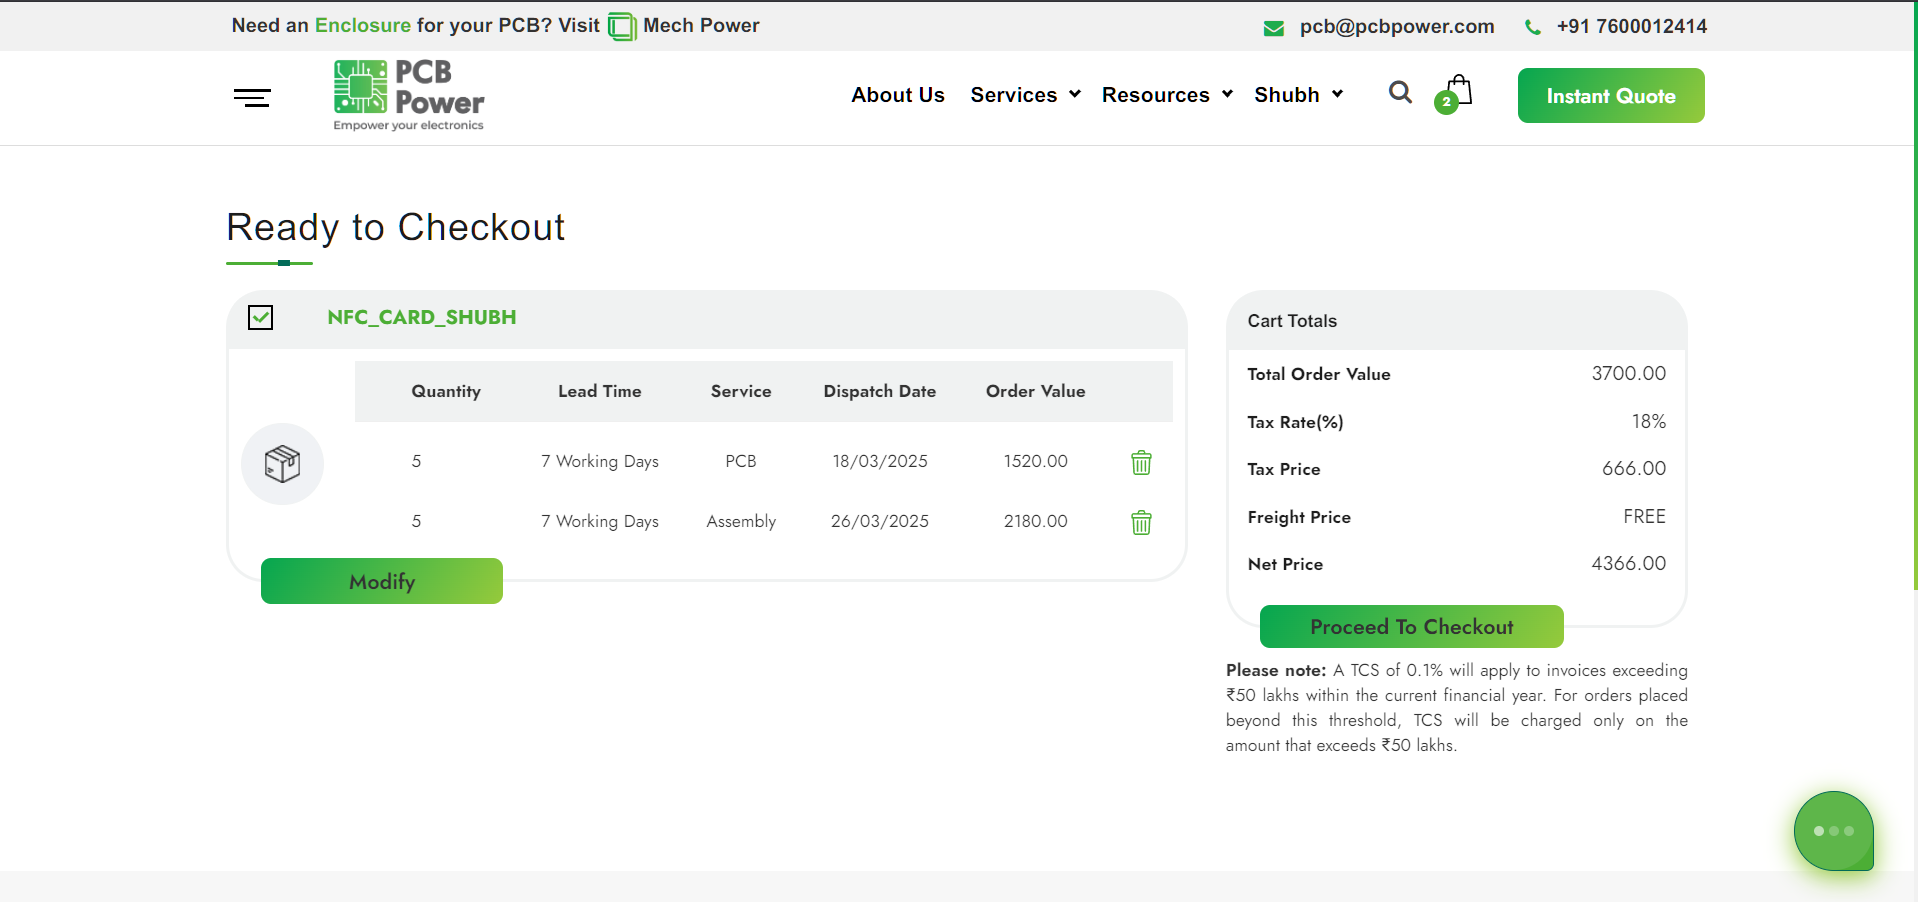 Need an Enclosure for your PCB? Visit Mech Power
pcb@pcbpower.com +91 7600012414
PCB
Power
Empower your electronics
About Us Services Resources Shubh 2 Instant Quote
Ready to Checkout
NFC_CARD_SHUBH
Quantity Lead Time Service Dispatch Date Order Value
5 7 Working Days PCB 18/03/2025 1520.00
5 7 Working Days Assembly 26/03/2025 2180.00
Modify
Cart Totals
Total Order Value 3700.00
Tax Rate(%) 18%
Tax Price 666.00
Freight Price FREE
Net Price 4366.00
Proceed To Checkout
Please note: A TCS of 0.1% will apply to invoices exceeding
₹50 lakhs within the current financial year. For orders placed
beyond this threshold, TCS will be charged only on the
amount that exceeds ₹50 lakhs.